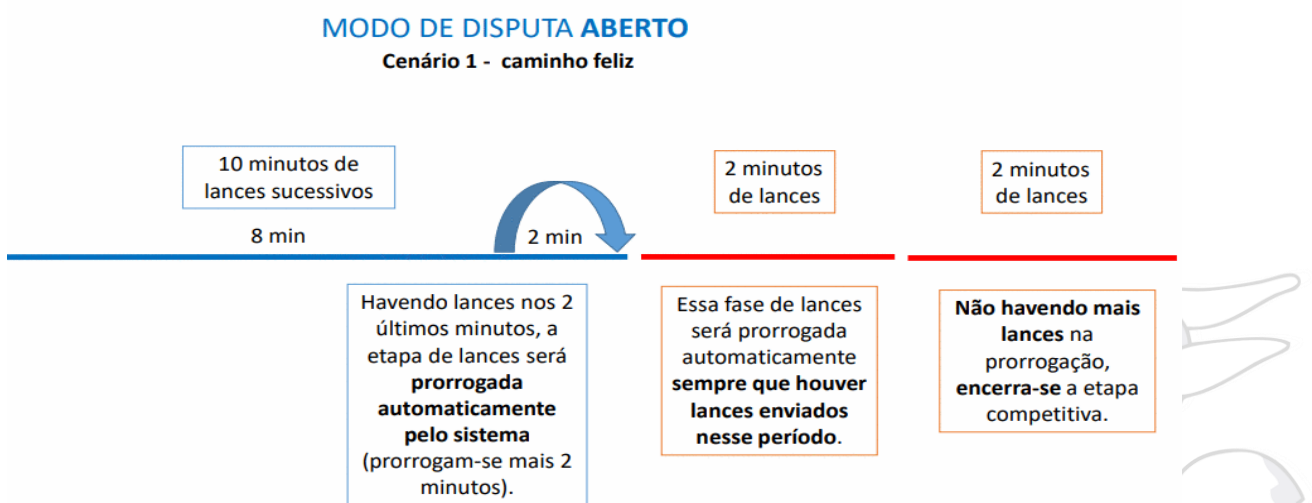 MODO DE DISPUTA ABERTO
Cenário 1 - caminho feliz
10 minutos de
lances sucessivos
8 min
2 min
2 minutos
de lances
2 minutos
de lances
Havendo lances nos 2
últimos minutos, a
etapa de lances será
prorrogada
automaticamente
pelo sistema
(prorrogam-se mais 2
minutos).
Essa fase de lances
será prorrogada
automaticamente
sempre que houver
lances enviados
nesse período.
Não havendo mais
lances na
prorrogação,
encerra-se a etapa
competitiva.